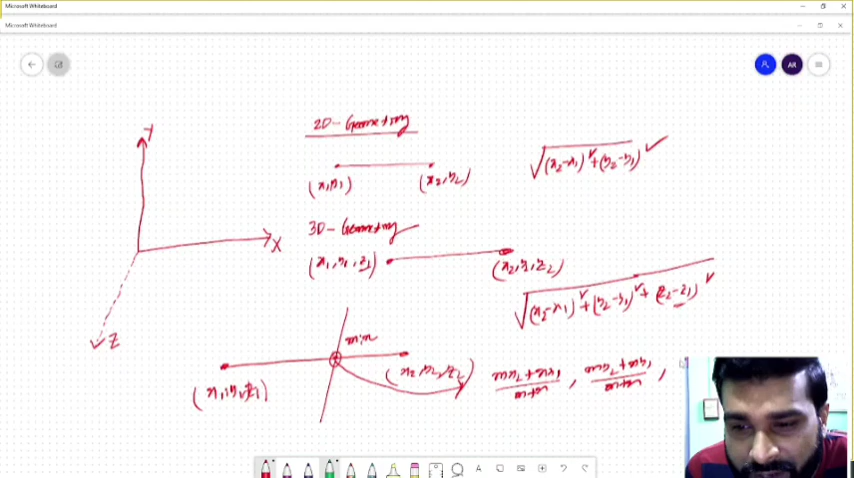 Microsoft Whiteboard
Microsoft Whiteboard
AR
2D- Geometry
√(x2-x1)²+(y2-y1)²
(x1,y1) (x2,y2)
Y
X
Z
3D- Geometry
(x1,y1,z1) (x2,y2,z2)
√(x2-x1)²+(y2-y1)²+(z2-z1)²
m:n
(x1,y1,z1) (x2,y2,z2)
mx2+nx1/m+n , my2+ny1/m+n ,
A